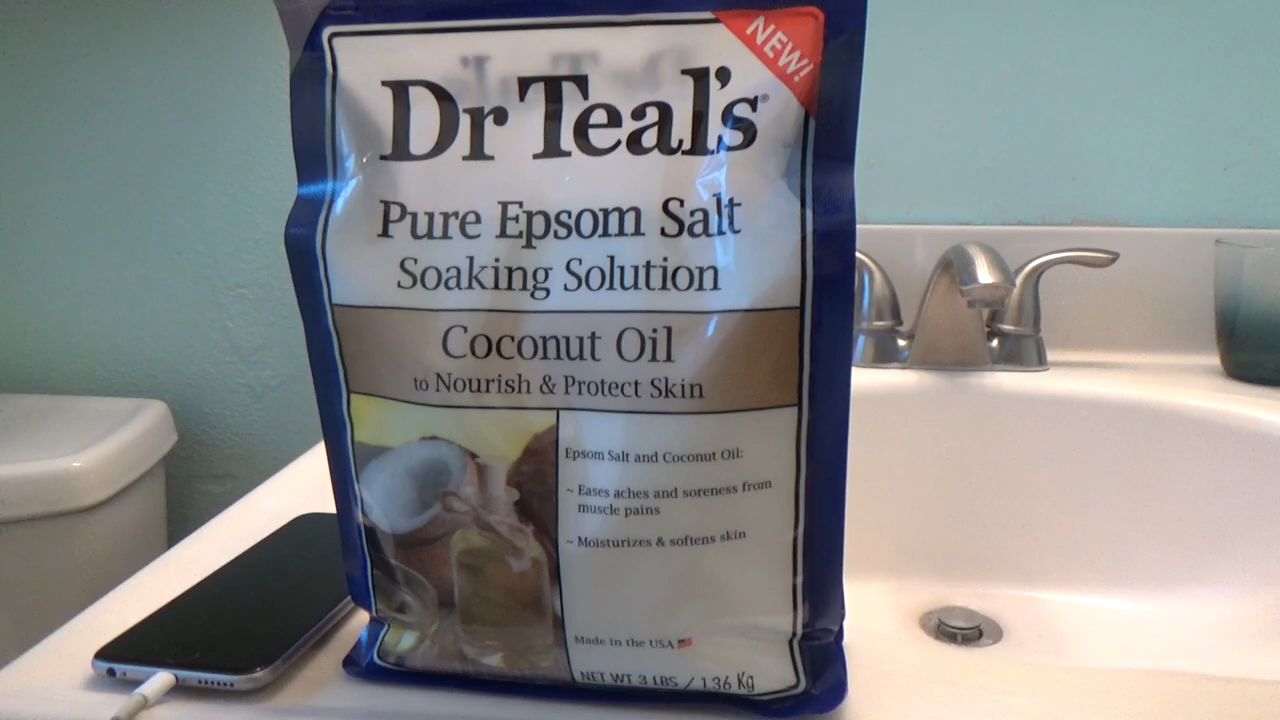 NEW!
Dr Teal's®
Pure Epsom Salt
Soaking Solution
Coconut Oil
to Nourish & Protect Skin
Epsom Salt and Coconut Oil:
~ Eases aches and soreness from
muscle pains
~ Moisturizes & softens skin
Made in the USA
NET WT 3 LBS / 1.36 Kg